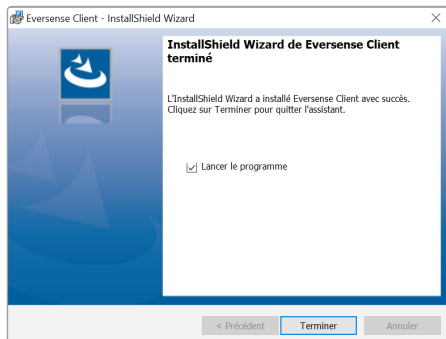 Eversense Client - InstallShield Wizard
InstallShield Wizard de Eversense Client
terminé
L'InstallShield Wizard a installé Eversense Client avec succès.
Cliquez sur Terminer pour quitter l'assistant.
Lancer le programme
< Précédent
Terminer
Annuler